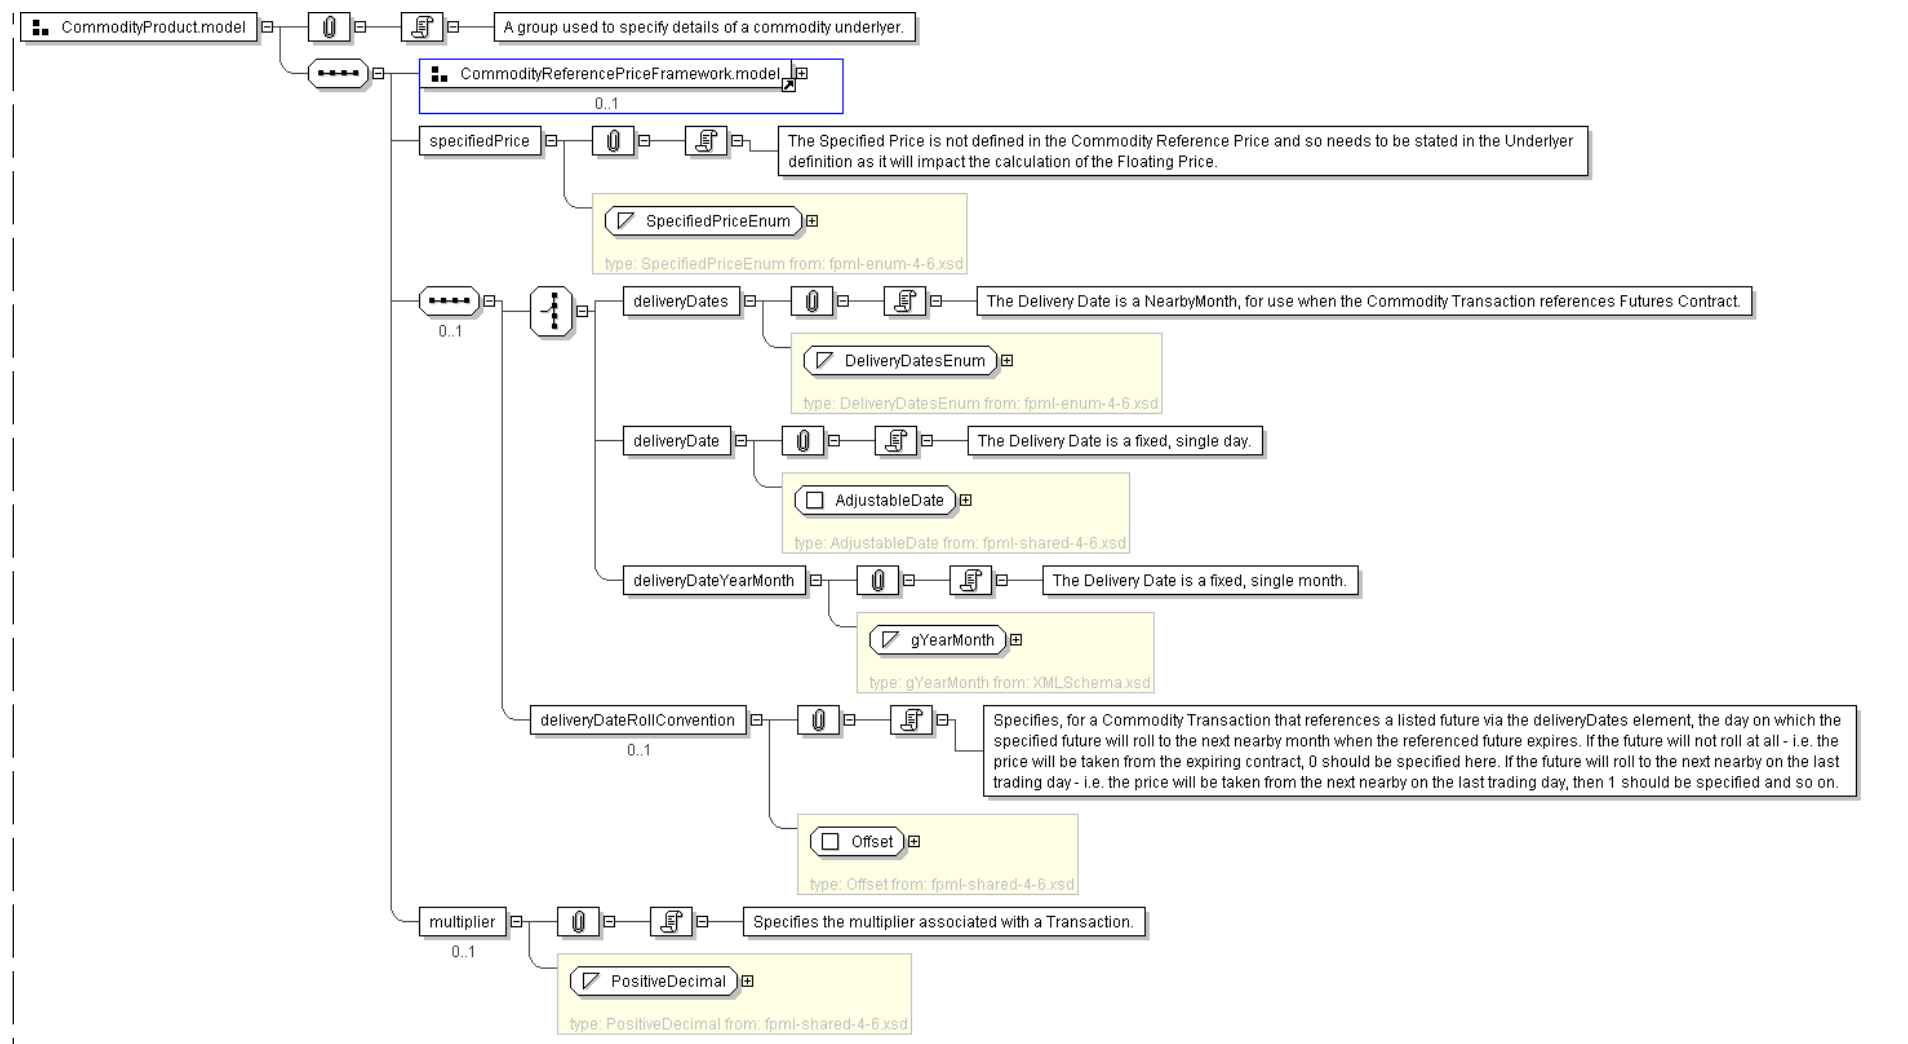 CommodityProduct.model
A group used to specify details of a commodity underlyer.
CommodityReferencePriceFramework.model
0..1
specifiedPrice
The Specified Price is not defined in the Commodity Reference Price and so needs to be stated in the Underlyer
definition as it will impact the calculation of the Floating Price.
SpecifiedPriceEnum
type: SpecifiedPriceEnum from: fpml-enum-4-6.xsd
0..1
deliveryDates
The Delivery Date is a NearbyMonth, for use when the Commodity Transaction references Futures Contract.
DeliveryDatesEnum
type: DeliveryDatesEnum from: fpml-enum-4-6.xsd
deliveryDate
The Delivery Date is a fixed, single day.
AdjustableDate
type: AdjustableDate from: fpml-shared-4-6.xsd
deliveryDateYearMonth
The Delivery Date is a fixed, single month.
gYearMonth
type: gYearMonth from: XMLSchema.xsd
deliveryDateRollConvention
0..1
Specifies, for a Commodity Transaction that references a listed future via the deliveryDates element, the day on which the
specified future will roll to the next nearby month when the referenced future expires. If the future will not roll at all - i.e. the
price will be taken from the expiring contract, 0 should be specified here. If the future will roll to the next nearby on the last
trading day - i.e. the price will be taken from the next nearby on the last trading day, then 1 should be specified and so on.
Offset
type: Offset from: fpml-shared-4-6.xsd
multiplier
0..1
Specifies the multiplier associated with a Transaction.
PositiveDecimal
type: PositiveDecimal from: fpml-shared-4-6.xsd